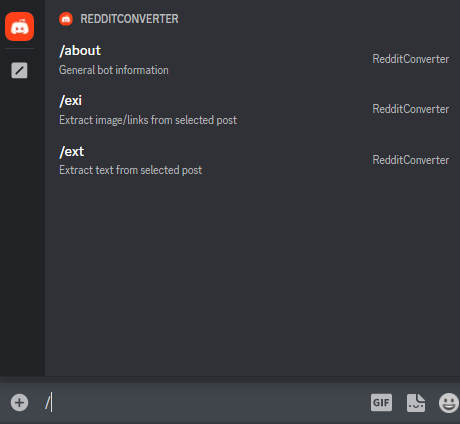 REDDITCONVERTER
/about
General bot information
RedditConverter
/exi
Extract image/links from selected post
RedditConverter
/ext
Extract text from selected post
RedditConverter
/
GIF